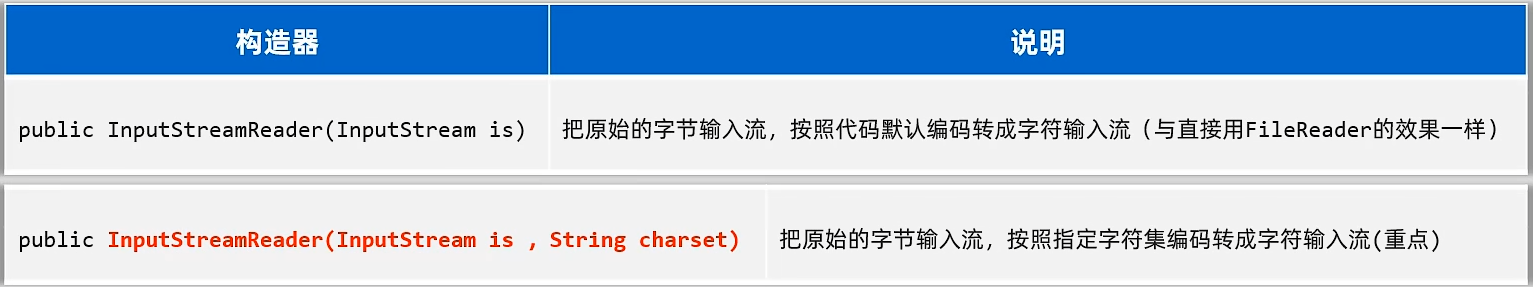 构造器 说明
public InputStreamReader(InputStream is) 把原始的字节输入流，按照代码默认编码转成字符输入流（与直接用FileReader的效果一样）
public InputStreamReader(InputStream is , String charset) 把原始的字节输入流，按照指定字符集编码转成字符输入流(重点)